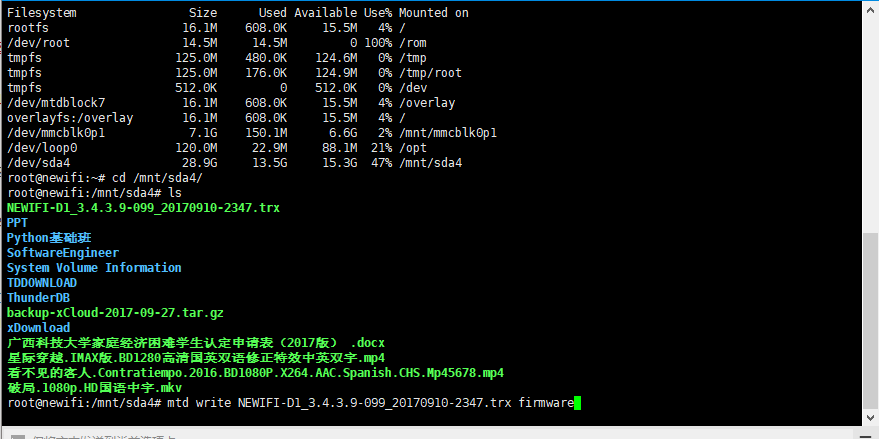 Filesystem Size Used Available Use% Mounted on
rootfs 16.1M 608.0K 15.5M 4% /
/dev/root 14.5M 14.5M 0 100% /rom
tmpfs 125.0M 480.0K 124.6M 0% /tmp
tmpfs 125.0M 176.0K 124.9M 0% /tmp/root
tmpfs 512.0K 0 512.0K 0% /dev
/dev/mtdblock7 16.1M 608.0K 15.5M 4% /overlay
overlayfs:/overlay 16.1M 608.0K 15.5M 4% /
/dev/mmcblk0p1 7.1G 150.1M 6.6G 2% /mnt/mmcblk0p1
/dev/loop0 120.0M 22.9M 88.1M 21% /opt
/dev/sda4 28.9G 13.5G 15.3G 47% /mnt/sda4
root@newifi:~# cd /mnt/sda4/
root@newifi:/mnt/sda4# ls
NEWIFI-D1_3.4.3.9-099_20170910-2347.trx
PPT
Python基础班
SoftwareEngineer
System Volume Information
TDDOWNLOAD
ThunderDB
backup-xCloud-2017-09-27.tar.gz
xDownload
广西科技大学家庭经济困难学生认定申请表（2017版） .docx
星际穿越.IMAX版.BD1280高清国英双语修正特效中英双字.mp4
看不见的客人.Contratiempo.2016.BD1080P.X264.AAC.Spanish.CHS.Mp45678.mp4
破局.1080p.HD国语中字.mkv
root@newifi:/mnt/sda4# mtd write NEWIFI-D1_3.4.3.9-099_20170910-2347.trx firmware